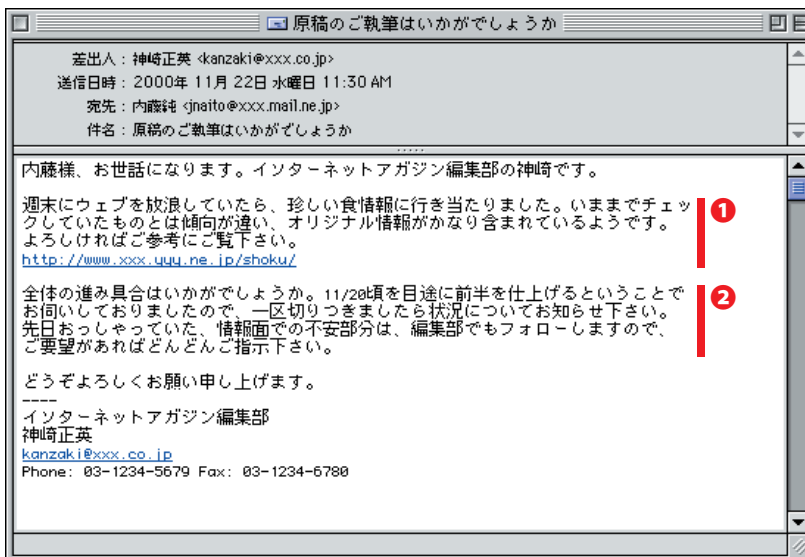 原稿のご執筆はいかがでしょうか
差出人：神崎正英 <kanzaki@xxx.co.jp>
送信日時：2000年 11月 22日 水曜日 11:30 AM
宛先：内藤純 <jnaito@xxx.mail.ne.jp>
件名：原稿のご執筆はいかがでしょうか
内藤様、お世話になります。インターネットアガジン編集部の神崎です。
週末にウェブを放浪していたら、珍しい食情報に行き当たりました。いままでチェッ
クしていたものとは傾向が違い、オリジナル情報がかなり含まれているようです。
よろしければご参考にご覧下さい。
http://www.xxx.yyy.ne.jp/shoku/
❶
全体の進み具合はいかがでしょうか。11/20頃を目途に前半を仕上げるということで
お伺いしておりましたので、一区切りつきましたら状況についてお知らせ下さい。
先日おっしゃっていた、情報面での不安部分は、編集部でもフォローしますので、
ご要望があればどんどんご指示下さい。
❷
どうぞよろしくお願い申し上げます。
----
インターネットアガジン編集部
神崎正英
kanzaki@xxx.co.jp
Phone: 03-1234-5679 Fax: 03-1234-6780